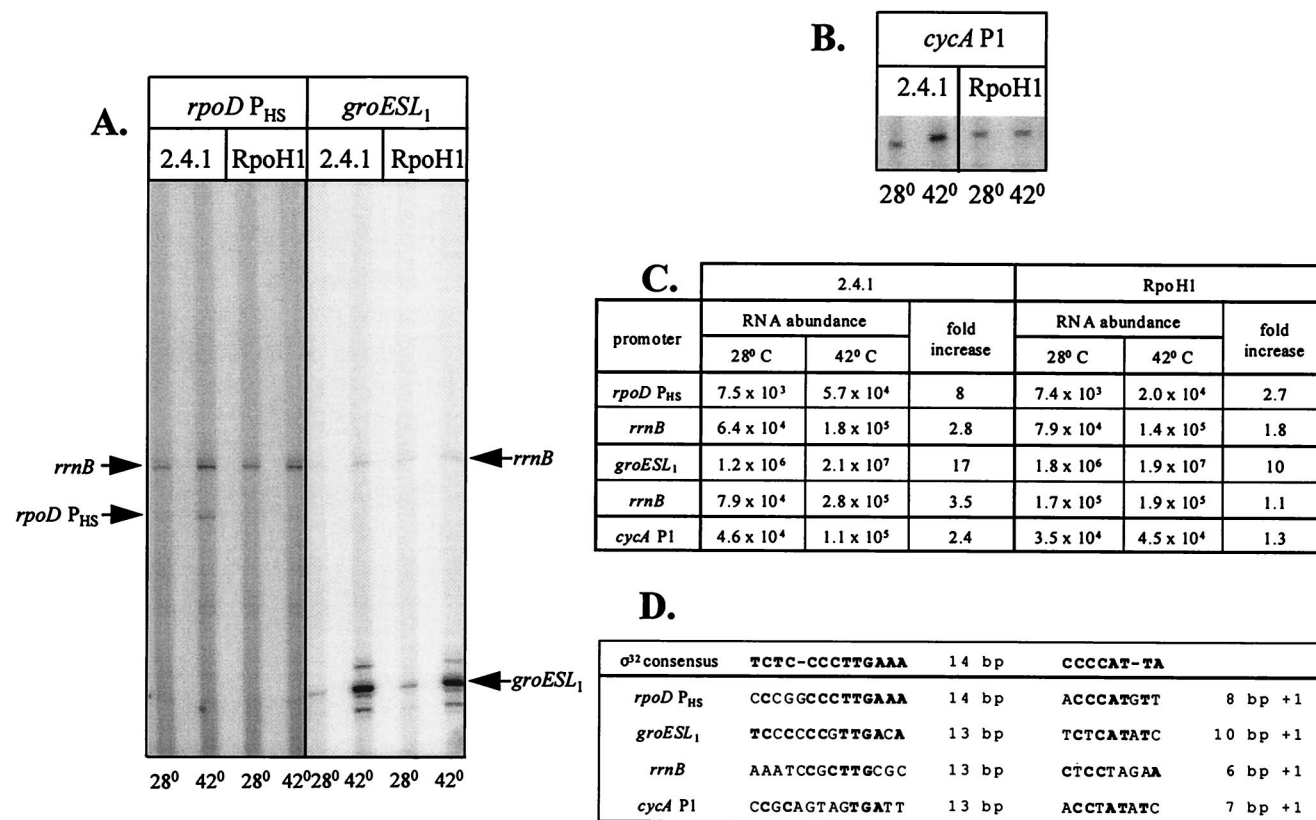 A.
rpoD P_HS groESL₁
2.4.1 RpoH1 2.4.1 RpoH1
rrnB
rpoD P_HS
rrnB
groESL₁
28⁰ 42⁰ 28⁰ 42⁰ 28⁰ 42⁰ 28⁰ 42⁰
B.
cycA P1
2.4.1 RpoH1
28⁰ 42⁰ 28⁰ 42⁰
C.
2.4.1 RpoH1
promoter RNA abundance fold increase RNA abundance fold increase
28⁰ C 42⁰ C 28⁰ C 42⁰ C
rpoD P_HS 7.5 x 10³ 5.7 x 10⁴ 8 7.4 x 10³ 2.0 x 10⁴ 2.7
rrnB 6.4 x 10⁴ 1.8 x 10⁵ 2.8 7.9 x 10⁴ 1.4 x 10⁵ 1.8
groESL₁ 1.2 x 10⁶ 2.1 x 10⁷ 17 1.8 x 10⁶ 1.9 x 10⁷ 10
rrnB 7.9 x 10⁴ 2.8 x 10⁵ 3.5 1.7 x 10⁵ 1.9 x 10⁵ 1.1
cycA P1 4.6 x 10⁴ 1.1 x 10⁵ 2.4 3.5 x 10⁴ 4.5 x 10⁴ 1.3
D.
σ³² consensus TCTC-CCCTTGAAA 14 bp CCCCAT-TA
rpoD P_HS CCCGGCCCTTGAAA 14 bp ACCCATGTT 8 bp +1
groESL₁ TCCCCCCGTTGACA 13 bp TCTCATATC 10 bp +1
rrnB AAATCCGCTTGCGC 13 bp CTCCTAGAA 6 bp +1
cycA P1 CCGCAGTAGTGATT 13 bp ACCTATATC 7 bp +1